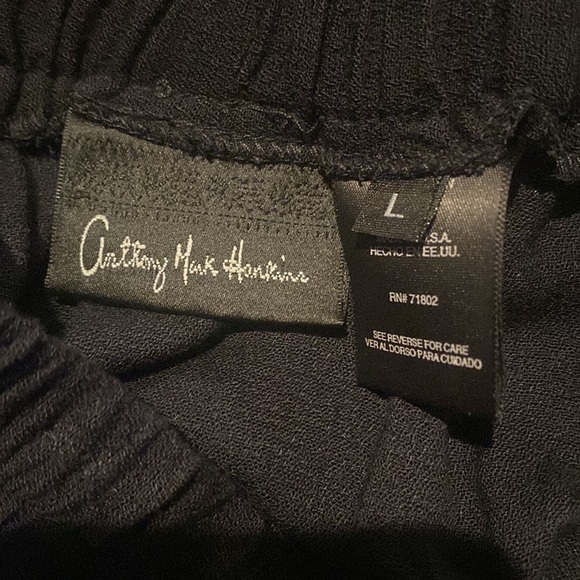 Anthony Mark Hankins
L
.S.A.
HECHO EN EE.UU.
RN# 71802
SEE REVERSE FOR CARE
VER AL DORSO PARA CUIDADO